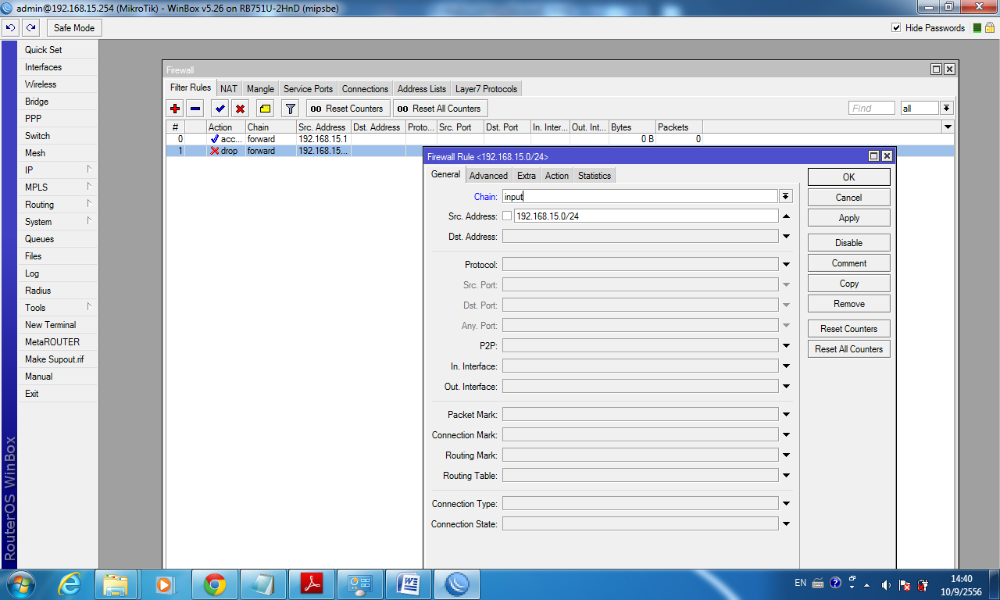 admin@192.168.15.254 (MikroTik) - WinBox v5.26 on RB751U-2HnD (mipsbe)
Safe Mode
Hide Passwords
Quick Set
Interfaces
Wireless
Bridge
PPP
Switch
Mesh
IP
MPLS
Routing
System
Queues
Files
Log
Radius
Tools
New Terminal
MetaROUTER
Make Supout.rif
Manual
Exit
RouterOS WinBox
Firewall
Filter Rules NAT Mangle Service Ports Connections Address Lists Layer7 Protocols
00 Reset Counters 00 Reset All Counters Find all
# Action Chain Src. Address Dst. Address Proto... Src. Port Dst. Port In. Inter... Out. Int... Bytes Packets
0 acc... forward 192.168.15.1 0 B 0
1 drop forward 192.168.15...
Firewall Rule <192.168.15.0/24>
General Advanced Extra Action Statistics
Chain: input
Src. Address: 192.168.15.0/24
Dst. Address:
Protocol:
Src. Port:
Dst. Port:
Any. Port:
P2P:
In. Interface:
Out. Interface:
Packet Mark:
Connection Mark:
Routing Mark:
Routing Table:
Connection Type:
Connection State:
OK
Cancel
Apply
Disable
Comment
Copy
Remove
Reset Counters
Reset All Counters
EN
14:40
10/9/2556